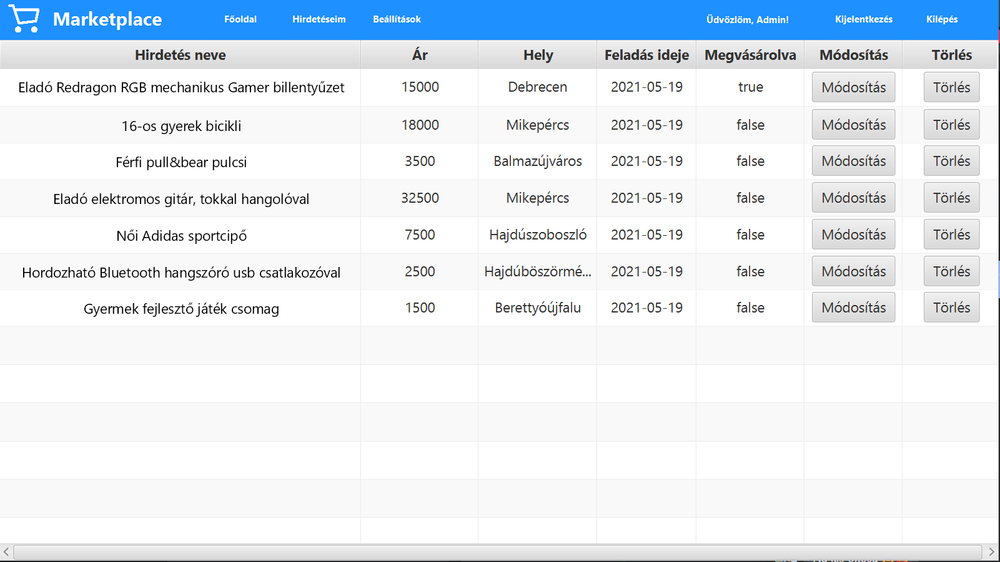 Marketplace Főoldal Hirdetéseim Beállítások Üdvözlöm, Admin! Kijelentkezés Kilépés
Hirdetés neve Ár Hely Feladás ideje Megvásárolva Módosítás Törlés
Eladó Redragon RGB mechanikus Gamer billentyűzet 15000 Debrecen 2021-05-19 true Módosítás Törlés
16-os gyerek bicikli 18000 Mikepércs 2021-05-19 false Módosítás Törlés
Férfi pull&bear pulcsi 3500 Balmazújváros 2021-05-19 false Módosítás Törlés
Eladó elektromos gitár, tokkal hangolóval 32500 Mikepércs 2021-05-19 false Módosítás Törlés
Női Adidas sportcipő 7500 Hajdúszoboszló 2021-05-19 false Módosítás Törlés
Hordozható Bluetooth hangszóró usb csatlakozóval 2500 Hajdúböszörmé... 2021-05-19 false Módosítás Törlés
Gyermek fejlesztő játék csomag 1500 Berettyóújfalu 2021-05-19 false Módosítás Törlés